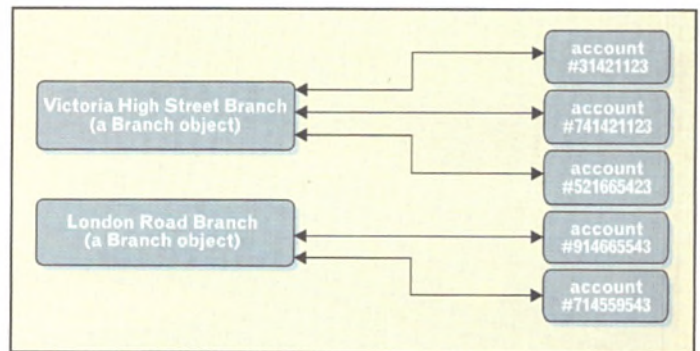 Victoria High Street Branch
(a Branch object)
London Road Branch
(a Branch object)
account
#31421123
account
#741421123
account
#521665423
account
#914665543
account
#714559543